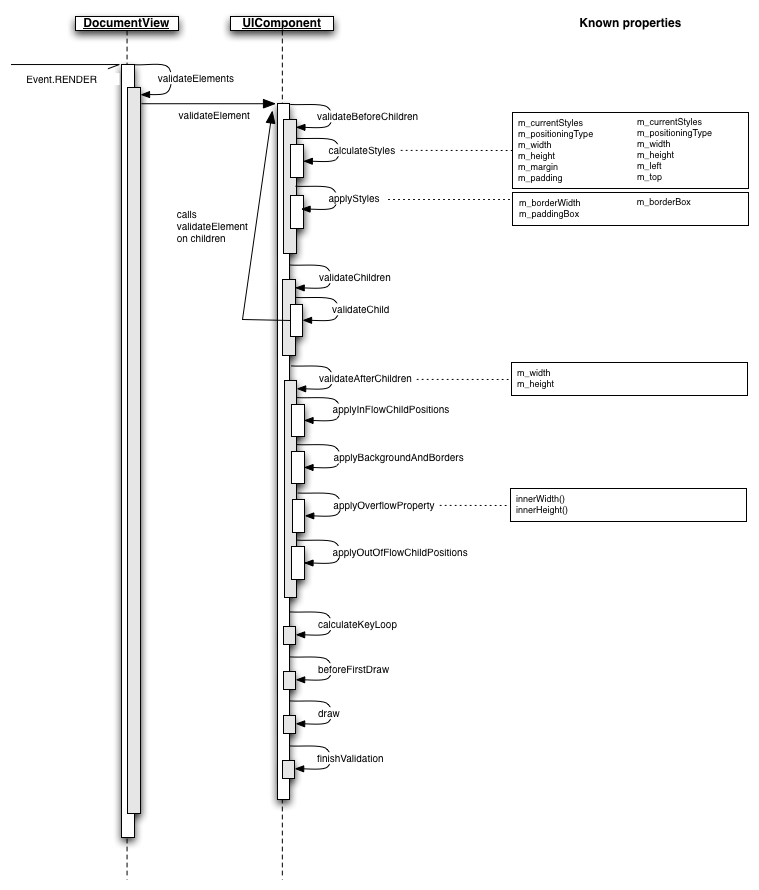 DocumentView
UIComponent
Known properties
Event.RENDER
validateElements
validateElement
validateBeforeChildren
calculateStyles
m_currentStyles
m_positioningType
m_width
m_height
m_margin
m_padding
m_currentStyles
m_positioningType
m_width
m_height
m_left
m_top
applyStyles
m_borderWidth
m_paddingBox
m_borderBox
calls
validateElement
on children
validateChildren
validateChild
validateAfterChildren
m_width
m_height
applyInFlowChildPositions
applyBackgroundAndBorders
applyOverflowProperty
innerWidth()
innerHeight()
applyOutOfFlowChildPositions
calculateKeyLoop
beforeFirstDraw
draw
finishValidation